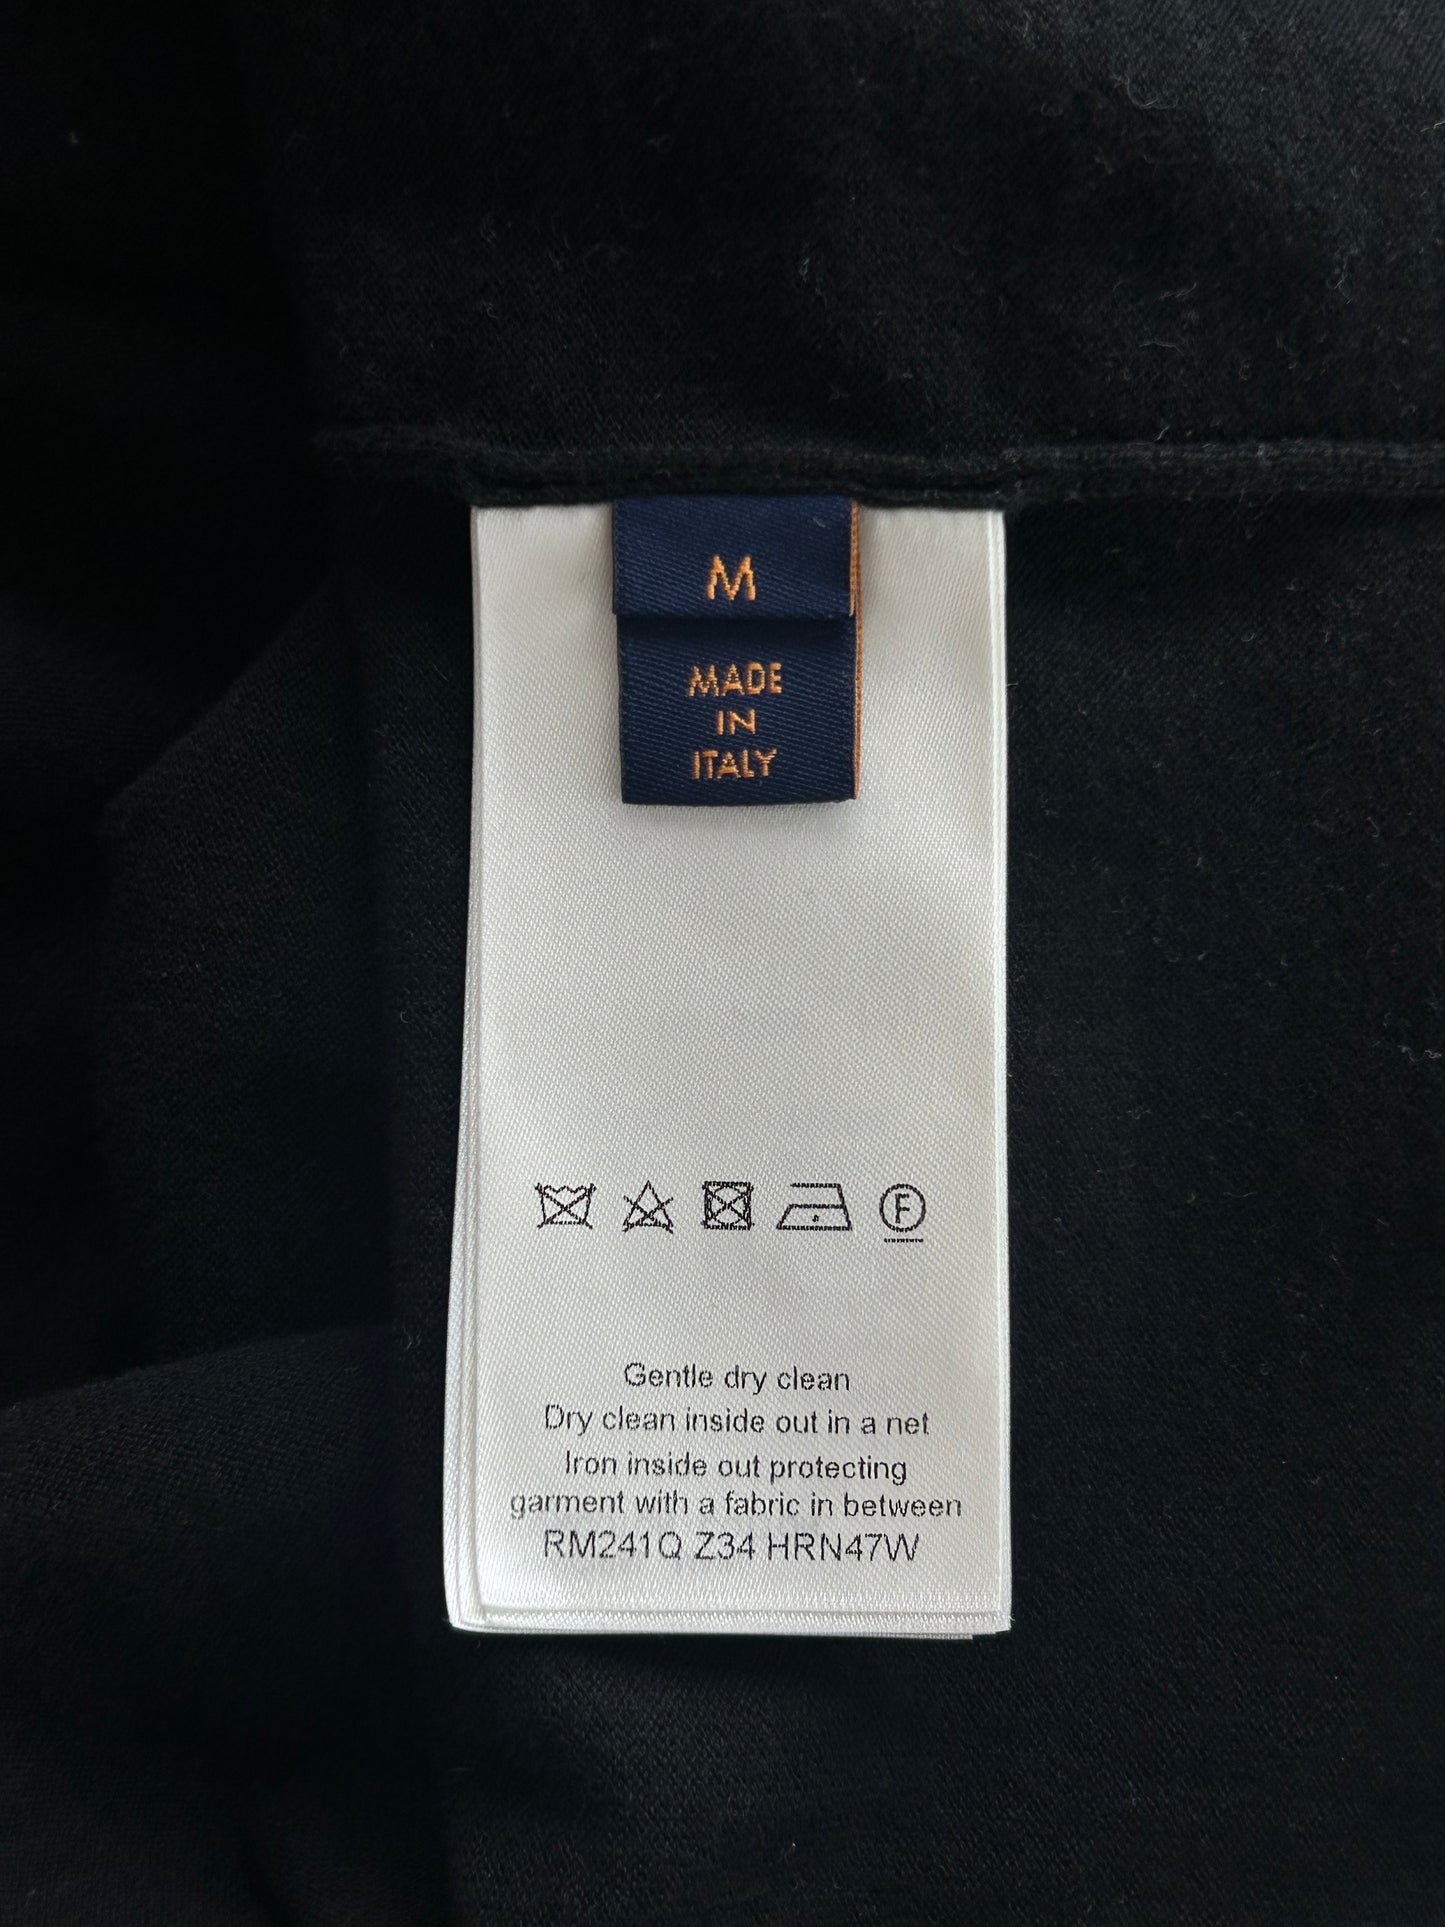 M
MADE
IN
ITALY
F
Gentle dry clean
Dry clean inside out in a net
Iron inside out protecting
garment with a fabric in between
RM241Q Z34 HRN47W